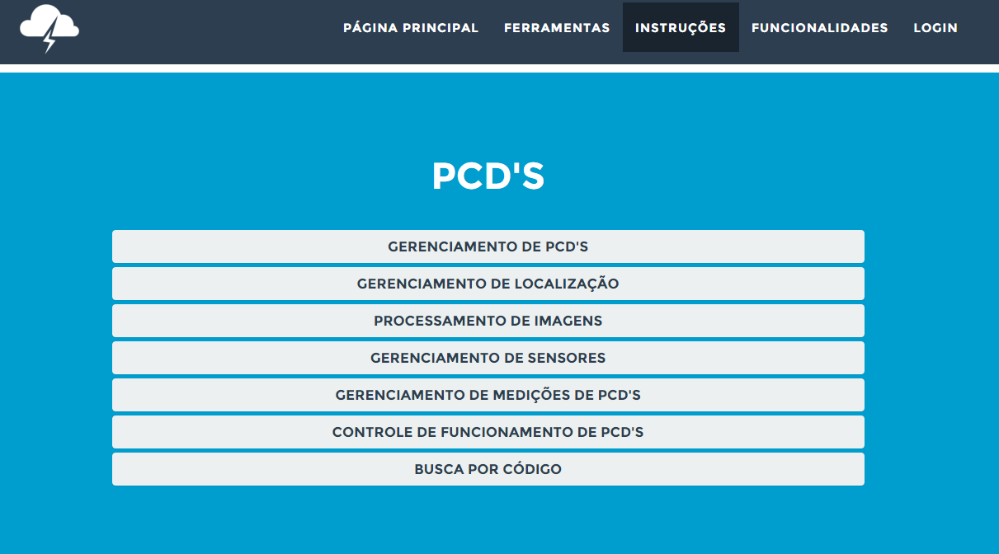 PÁGINA PRINCIPAL FERRAMENTAS INSTRUÇÕES FUNCIONALIDADES LOGIN
PCD'S
GERENCIAMENTO DE PCD'S
GERENCIAMENTO DE LOCALIZAÇÃO
PROCESSAMENTO DE IMAGENS
GERENCIAMENTO DE SENSORES
GERENCIAMENTO DE MEDIÇÕES DE PCD'S
CONTROLE DE FUNCIONAMENTO DE PCD'S
BUSCA POR CÓDIGO